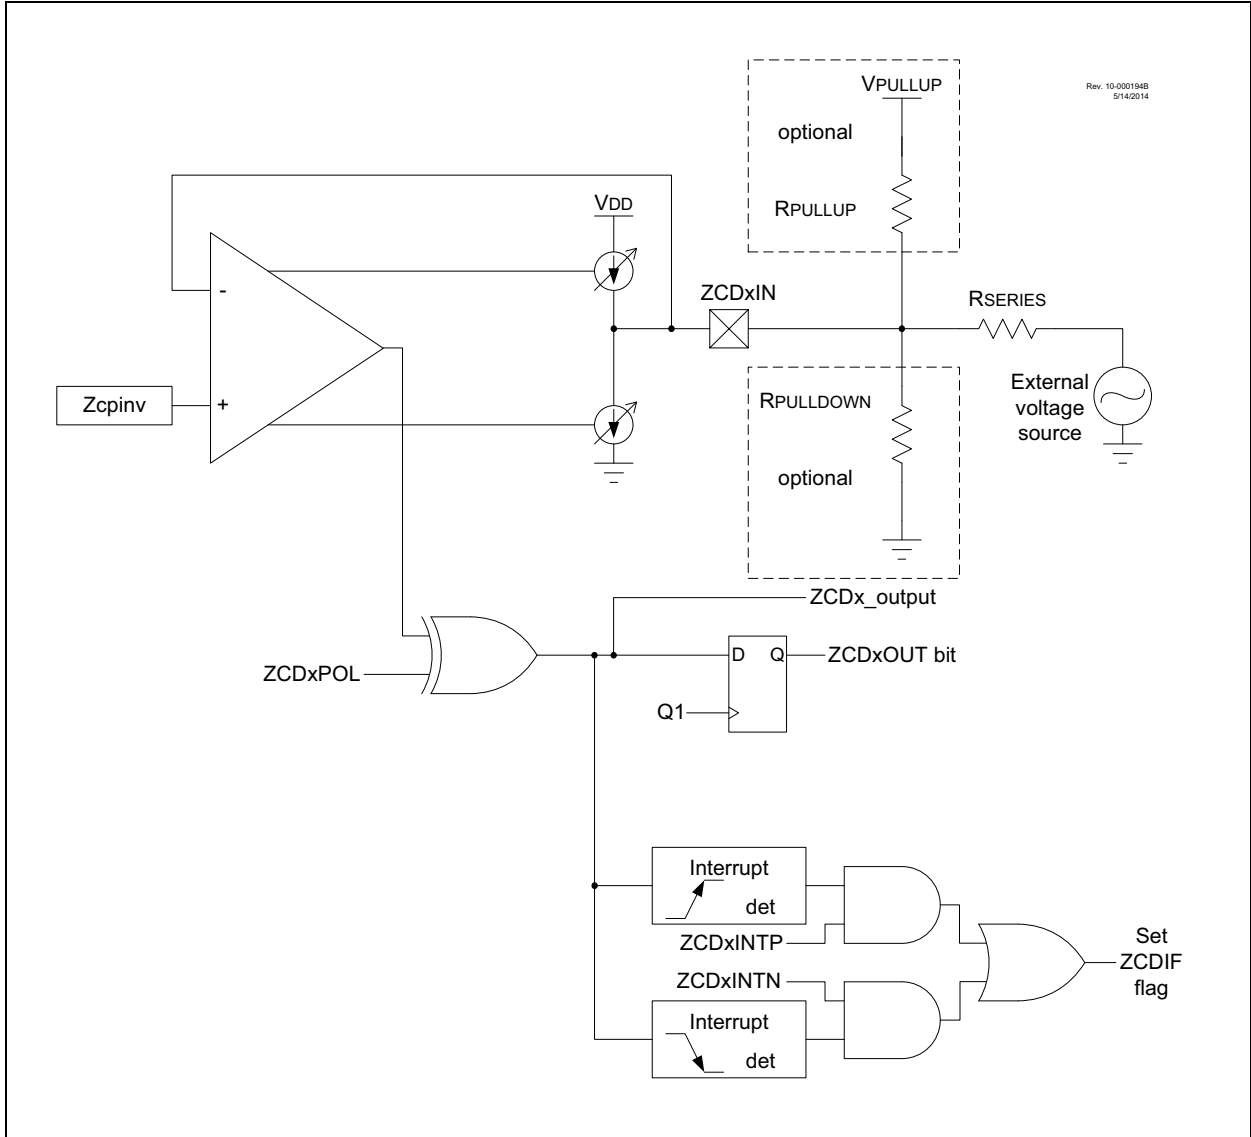 VPULLUP
Rev. 10-000194B
5/14/2014
optional
RPULLUP
VDD
-
ZCDxIN
RSERIES
Zcpinv
+
RPULLDOWN
External
voltage
source
optional
ZCDx_output
ZCDxPOL
D Q
ZCDxOUT bit
Q1
Interrupt
det
ZCDxINTP
ZCDxINTN
Interrupt
det
Set
ZCDIF
flag